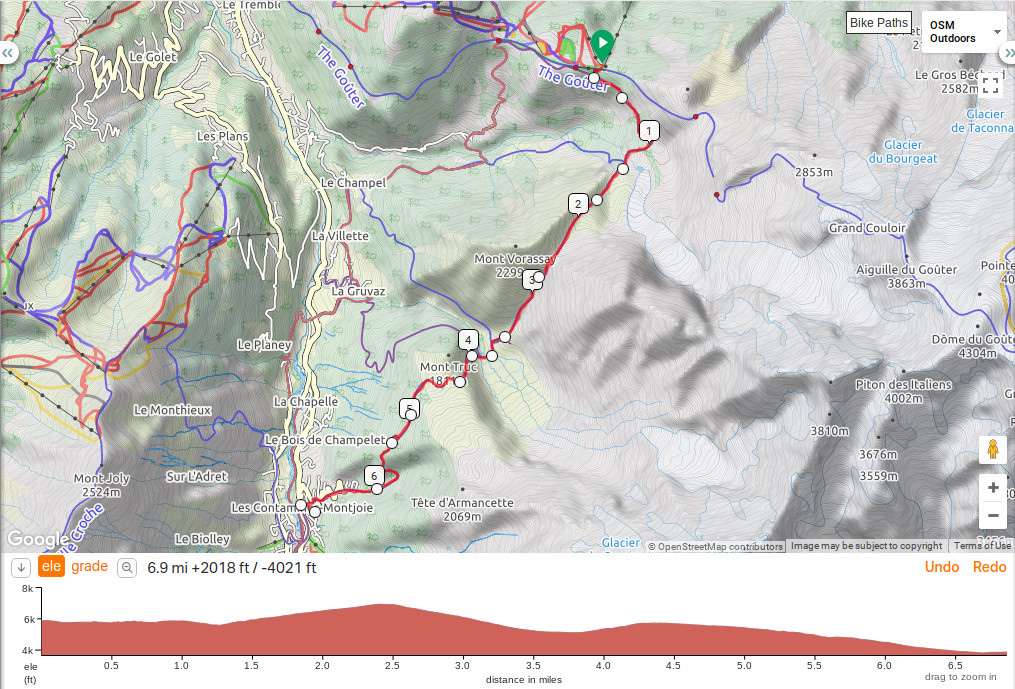 Le Tremble
Bike Paths
OSM
Outdoors
Le Golet
The Goûter
The Goûter
Le Gros Béchard
2582m
Glacier
de Taconna
Les Plans
1
Glacier
du Bourgeat
2853m
Le Champel
2
Grand Couloir
La Villette
Mont Vorassay
2299
3
Aiguille du Goûter
3863m
Pointe
40
La Gruvaz
Le Planey
4
Dôme du Goûte
4304m
Mont Truc
181
Piton des Italiens
4002m
La Chapelle
Le Monthieux
5
3810m
Le Bois de Champelet
3676m
Mont Joly
2524m
Sur L'Adret
6
3559m
Les Contam
Montjoie
Tête d'Armancette
2069m
Le Croche
Google
Le Biolley
Glacier
© OpenStreetMap contributors
Image may be subject to copyright
Terms of Use
ele
grade
6.9 mi +2018 ft / -4021 ft
Undo
Redo
8k
6k
4k
ele
(ft)
0.5
1.0
1.5
2.0
2.5
3.0
3.5
4.0
4.5
5.0
5.5
6.0
6.5
distance in miles
drag to zoom in